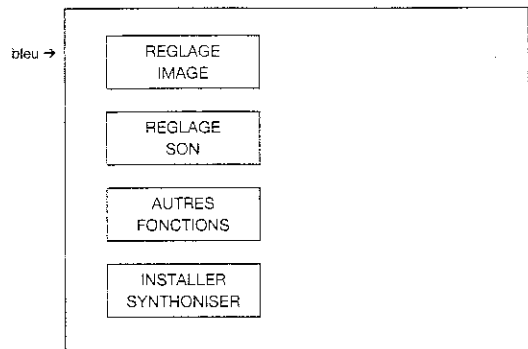 bleu →
REGLAGE
IMAGE
REGLAGE
SON
AUTRES
FONCTIONS
INSTALLER
SYNTHONISER